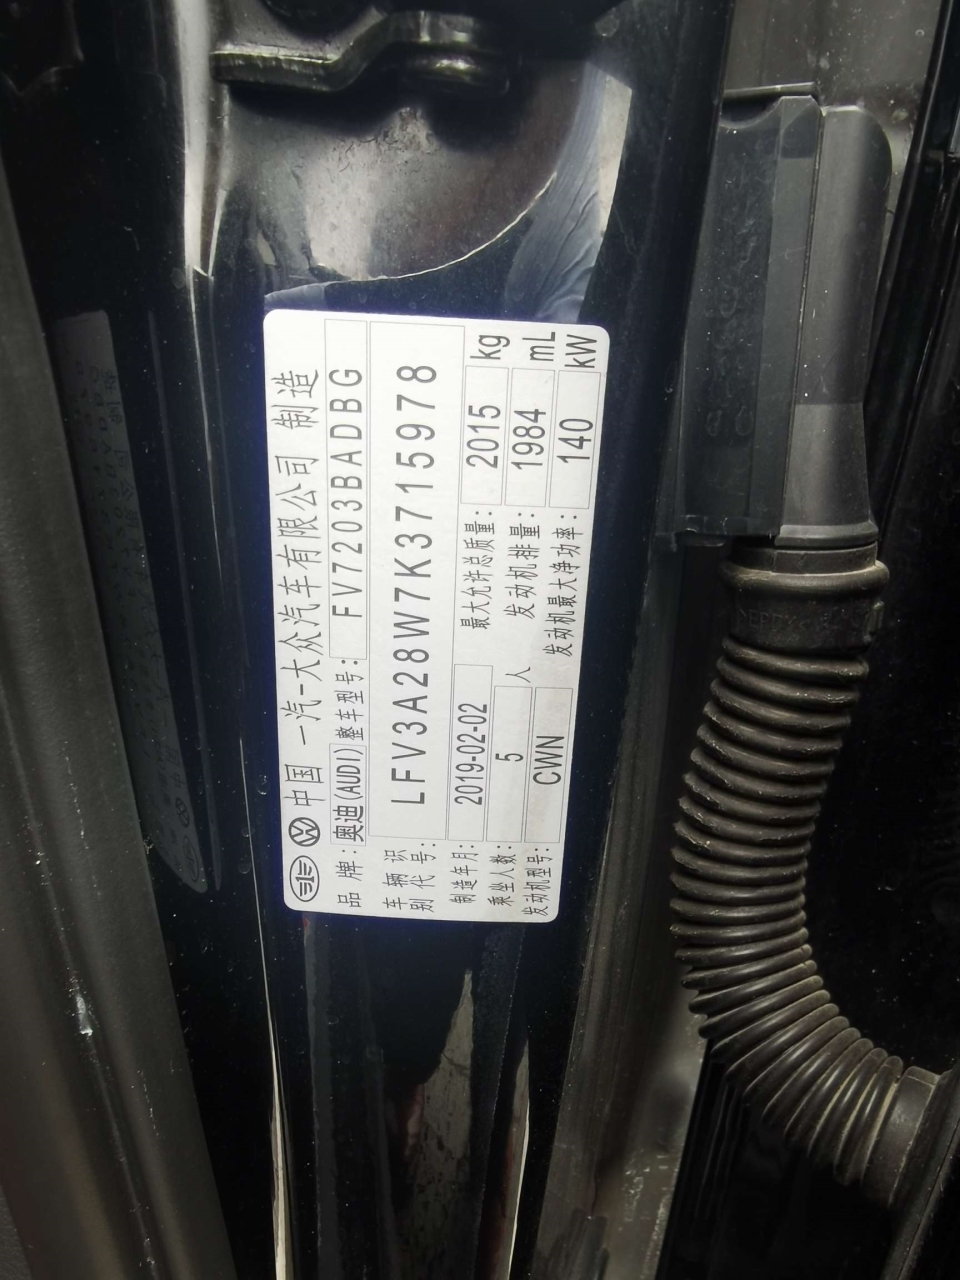 中国 一汽-大众汽车有限公司 制造
品牌：奥迪(AUDI) 整车型号：FV7203BADBG
车辆识别代号：LFV3A28W7K3715978
制造年月：2019-02-02 最大允许总质量：2015 kg
乘坐人数：5 人 发动机排量：1984 mL
发动机型号：CWN 发动机最大净功率：140 kW